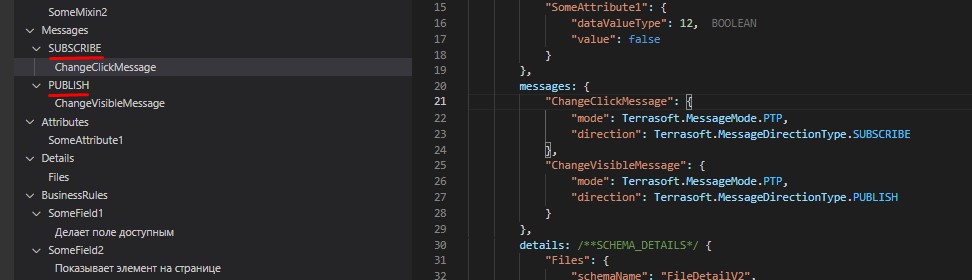 SomeMixin2
Messages
SUBSCRIBE
ChangeClickMessage
PUBLISH
ChangeVisibleMessage
Attributes
SomeAttribute1
Details
Files
BusinessRules
SomeField1
Делает поле доступным
SomeField2
Показывает элемент на странице
15 "SomeAttribute1": {
16 "dataValueType": 12, BOOLEAN
17 "value": false
18 }
19 },
20 messages: {
21 "ChangeClickMessage": {
22 "mode": Terrasoft.MessageMode.PTP,
23 "direction": Terrasoft.MessageDirectionType.SUBSCRIBE
24 },
25 "ChangeVisibleMessage": {
26 "mode": Terrasoft.MessageMode.PTP,
27 "direction": Terrasoft.MessageDirectionType.PUBLISH
28 }
29 },
30 details: /**SCHEMA_DETAILS*/ {
31 "Files": {
32 "schemaName": "FileDetailV2",